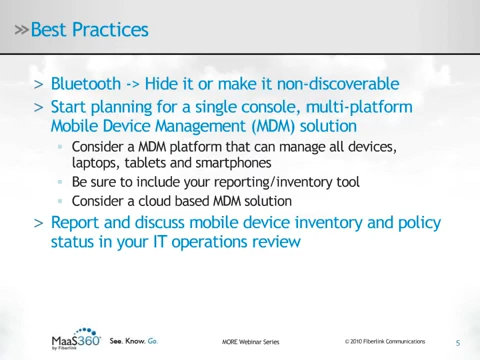 >> Best Practices
> Bluetooth -> Hide it or make it non-discoverable
> Start planning for a single console, multi-platform
Mobile Device Management (MDM) solution
Consider a MDM platform that can manage all devices,
laptops, tablets and smartphones
Be sure to include your reporting/inventory tool
Consider a cloud based MDM solution
> Report and discuss mobile device inventory and policy
status in your IT operations review
MaaS360
by Fiberlink
See. Know. Go.
MORE Webinar Series
© 2010 Fiberlink Communications
5